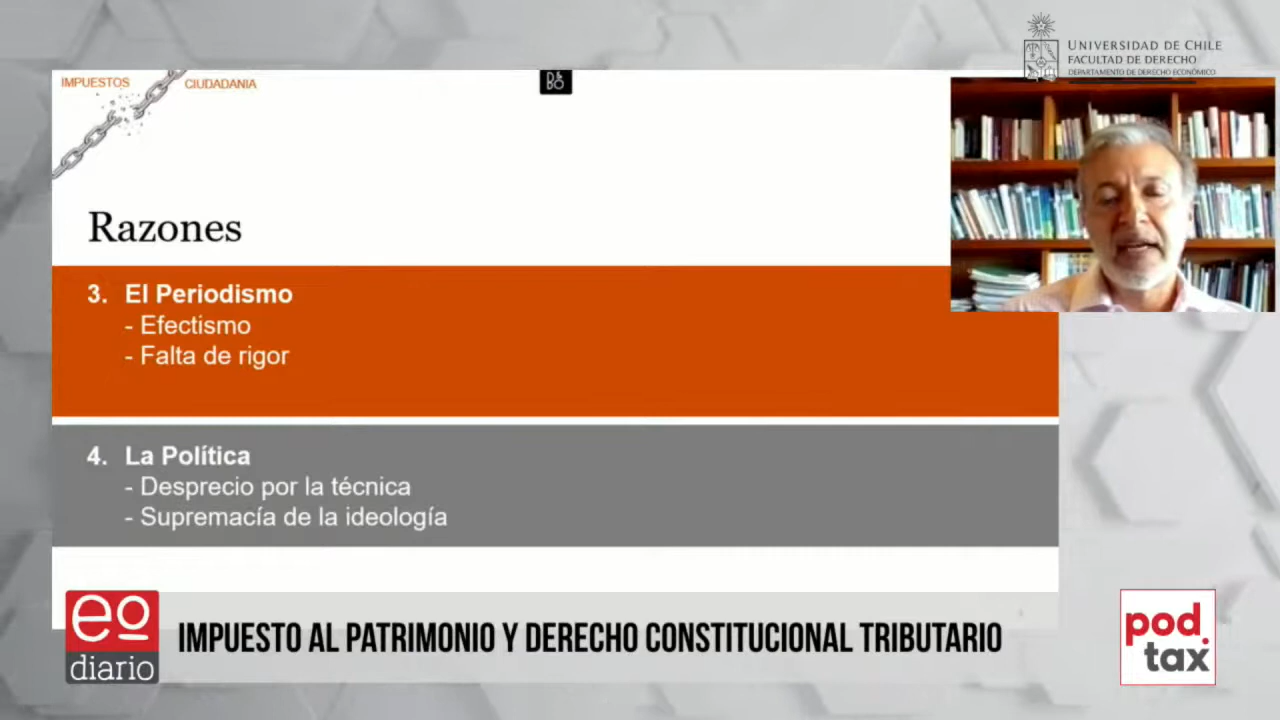 UNIVERSIDAD DE CHILE
FACULTAD DE DERECHO
DEPARTAMENTO DE DERECHO ECONÓMICO
IMPUESTOS
CIUDADANIA
D&
BO
Razones
3. El Periodismo
- Efectismo
- Falta de rigor
4. La Política
- Desprecio por la técnica
- Supremacía de la ideología
eo
diario
IMPUESTO AL PATRIMONIO Y DERECHO CONSTITUCIONAL TRIBUTARIO
pod.
tax